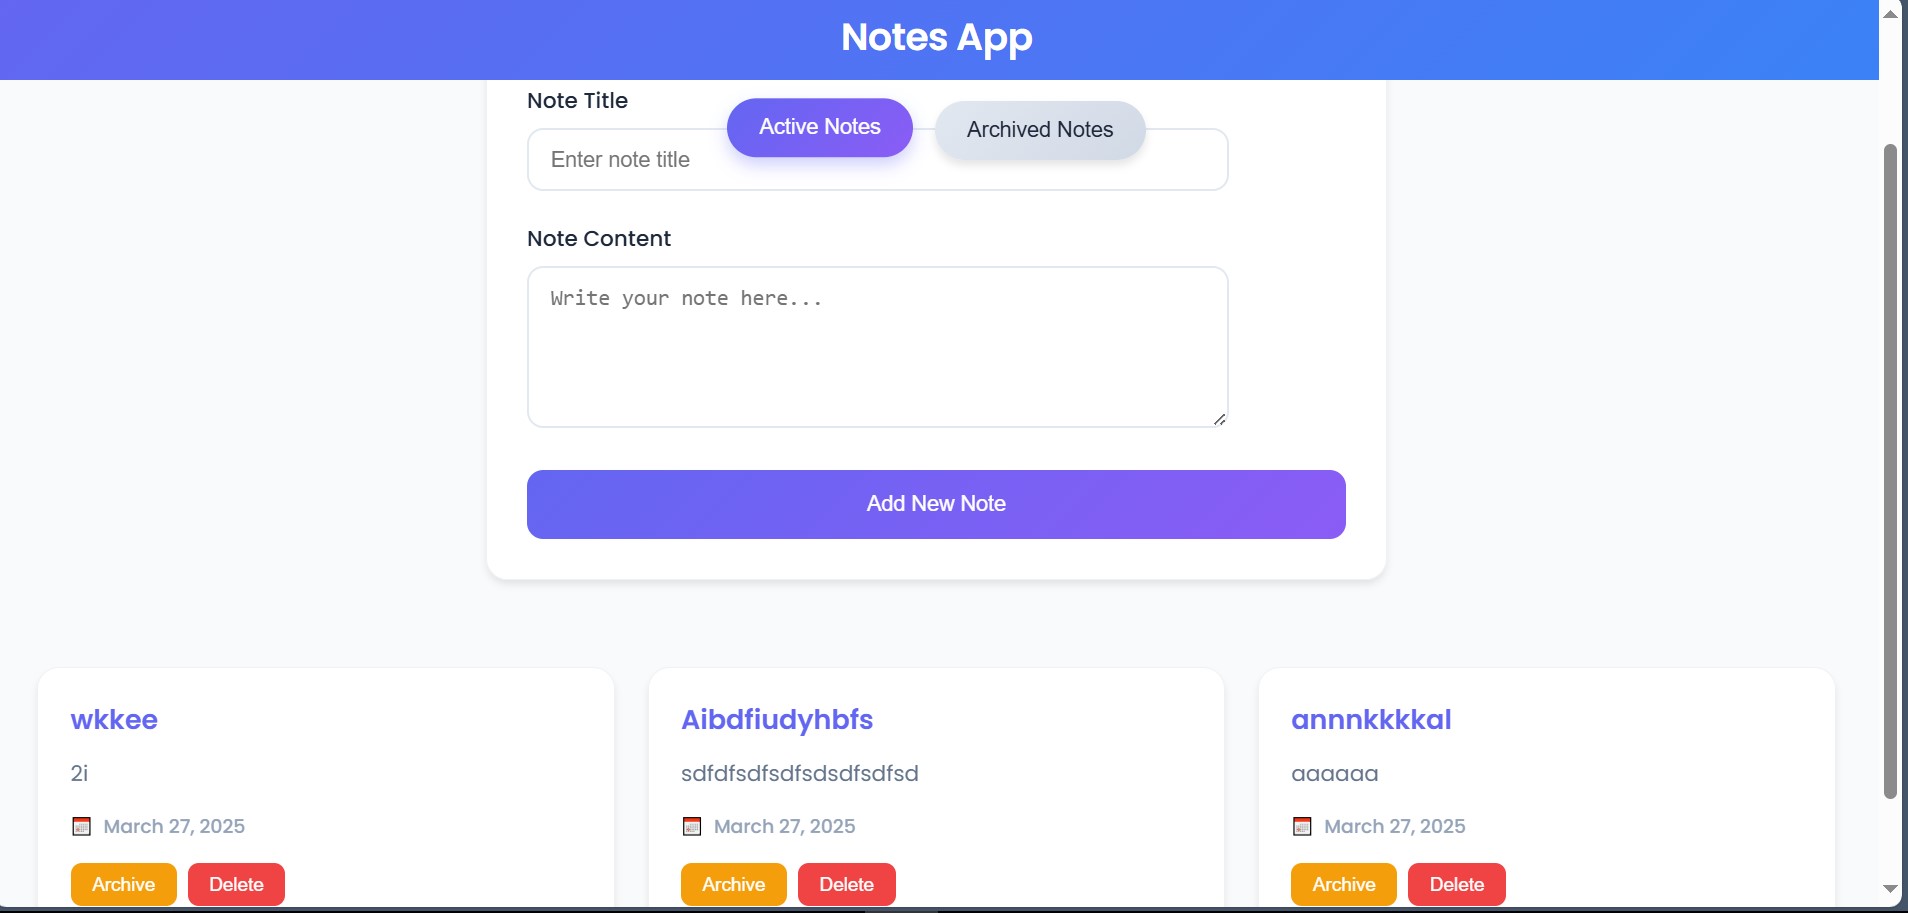 Notes App
Note Title
Active Notes
Archived Notes
Enter note title
Note Content
Write your note here...
Add New Note
wkkee
2i
March 27, 2025
Archive
Delete
Aibdfiudyhbfs
sdfdfsdfsdfsdsdfsdfsd
March 27, 2025
Archive
Delete
annnkkkkal
aaaaaa
March 27, 2025
Archive
Delete